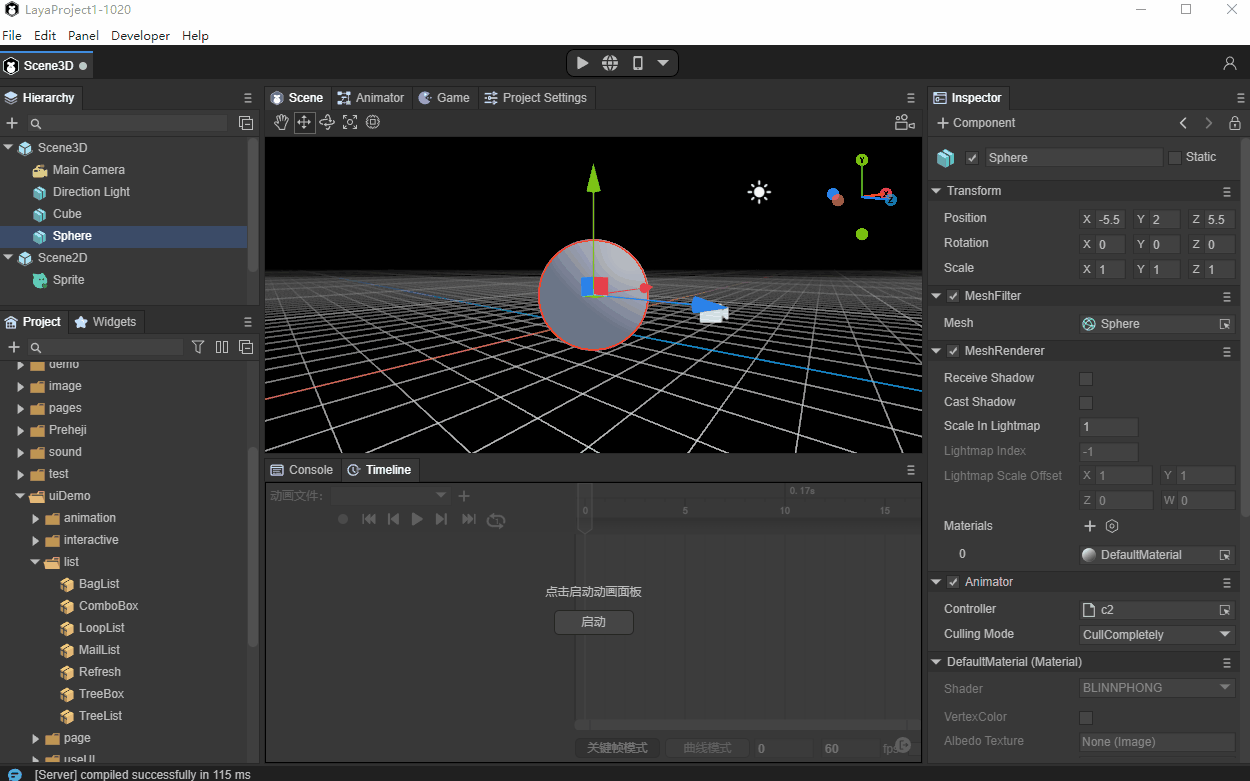 LayaProject1-1020
File Edit Panel Developer Help
Scene3D
Hierarchy
Scene3D
Main Camera
Direction Light
Cube
Sphere
Scene2D
Sprite
Project Widgets
demo
image
pages
Preheji
sound
test
uiDemo
animation
interactive
list
BagList
ComboBox
LoopList
MailList
Refresh
TreeBox
TreeList
page
useUI
Scene Animator Game Project Settings
Y
X
Z
Console Timeline
动画文件:
0.17s
0 5 10 15
点击启动动画面板
启动
关键帧模式 曲线模式 0 60 fps
Inspector
Component
Sphere Static
Transform
Position X -5.5 Y 2 Z 5.5
Rotation X 0 Y 0 Z 0
Scale X 1 Y 1 Z 1
MeshFilter
Mesh Sphere
MeshRenderer
Receive Shadow
Cast Shadow
Scale In Lightmap 1
Lightmap Index -1
Lightmap Scale Offset X 1 Y 1
Z 0 W 0
Materials
0 DefaultMaterial
Animator
Controller c2
Culling Mode CullCompletely
DefaultMaterial (Material)
Shader BLINNPHONG
VertexColor
Albedo Texture None (Image)
[Server] compiled successfully in 115 ms